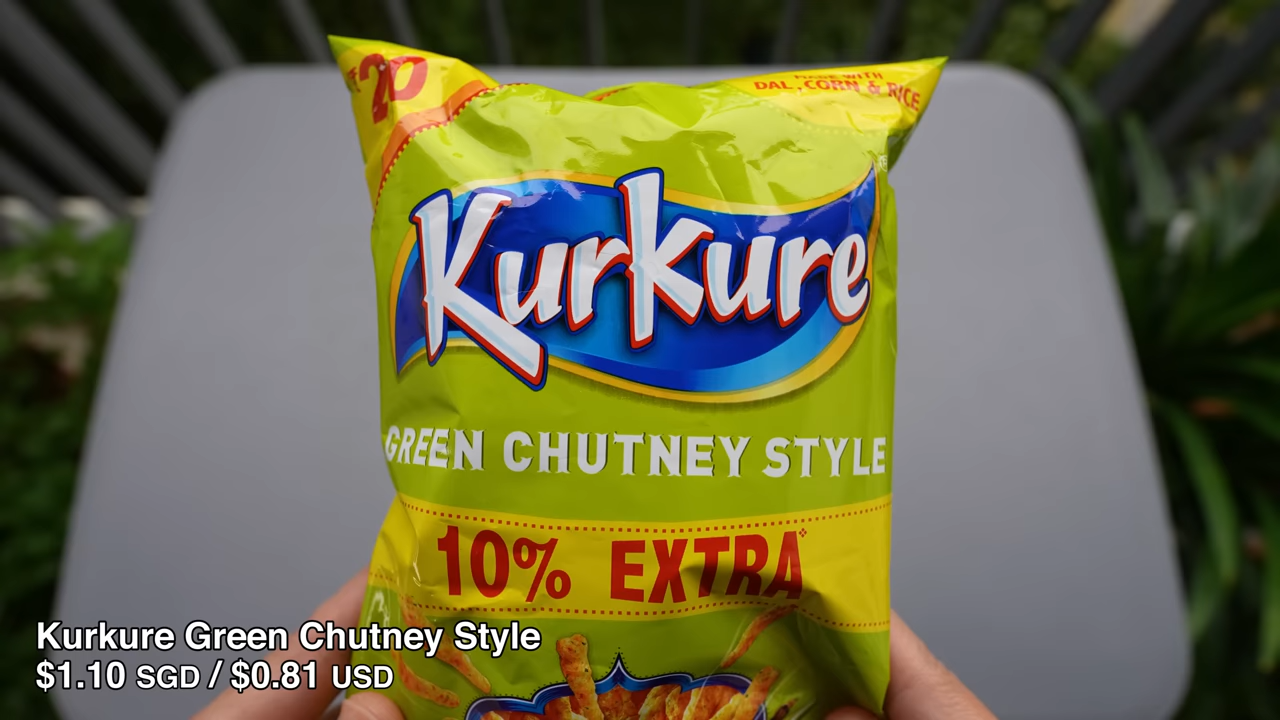 ₹20
MADE WITH
DAL, CORN & RICE
Kurkure
GREEN CHUTNEY STYLE
10% EXTRA*
Kurkure Green Chutney Style
$1.10 SGD / $0.81 USD